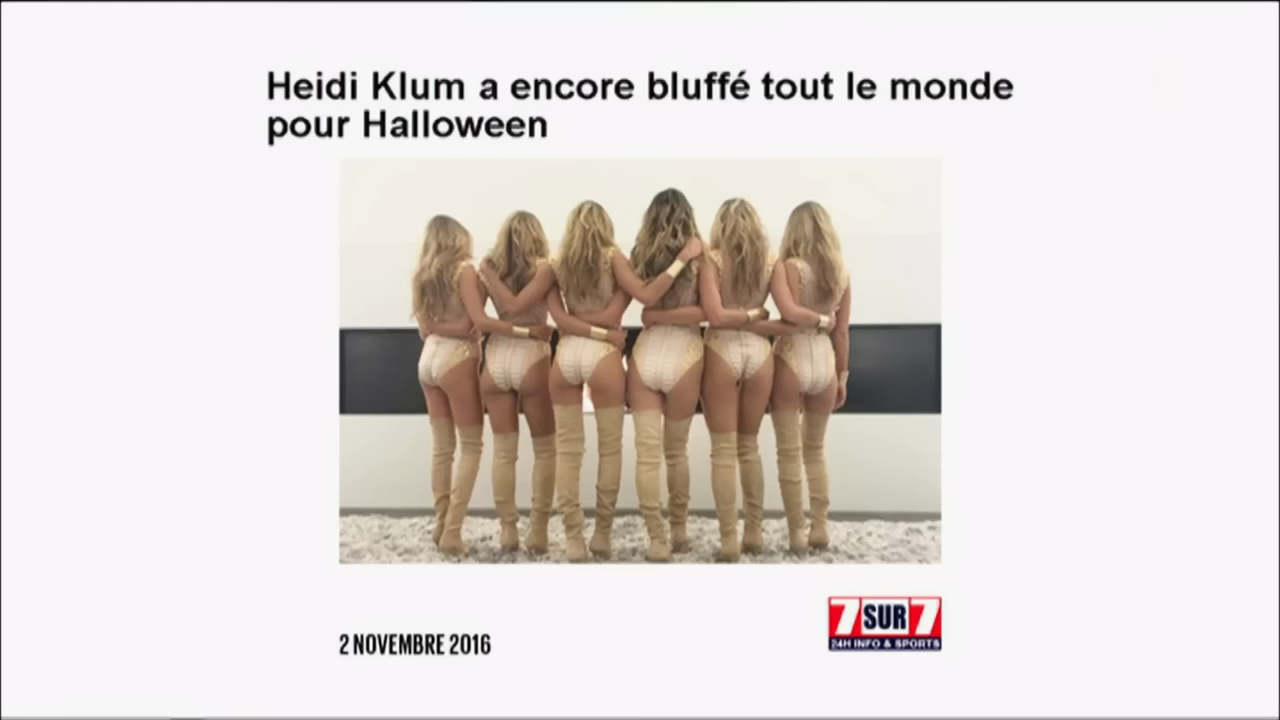 Heidi Klum a encore bluffé tout le monde
pour Halloween
2 NOVEMBRE 2016
7 SUR 7
24H INFO & SPORTS